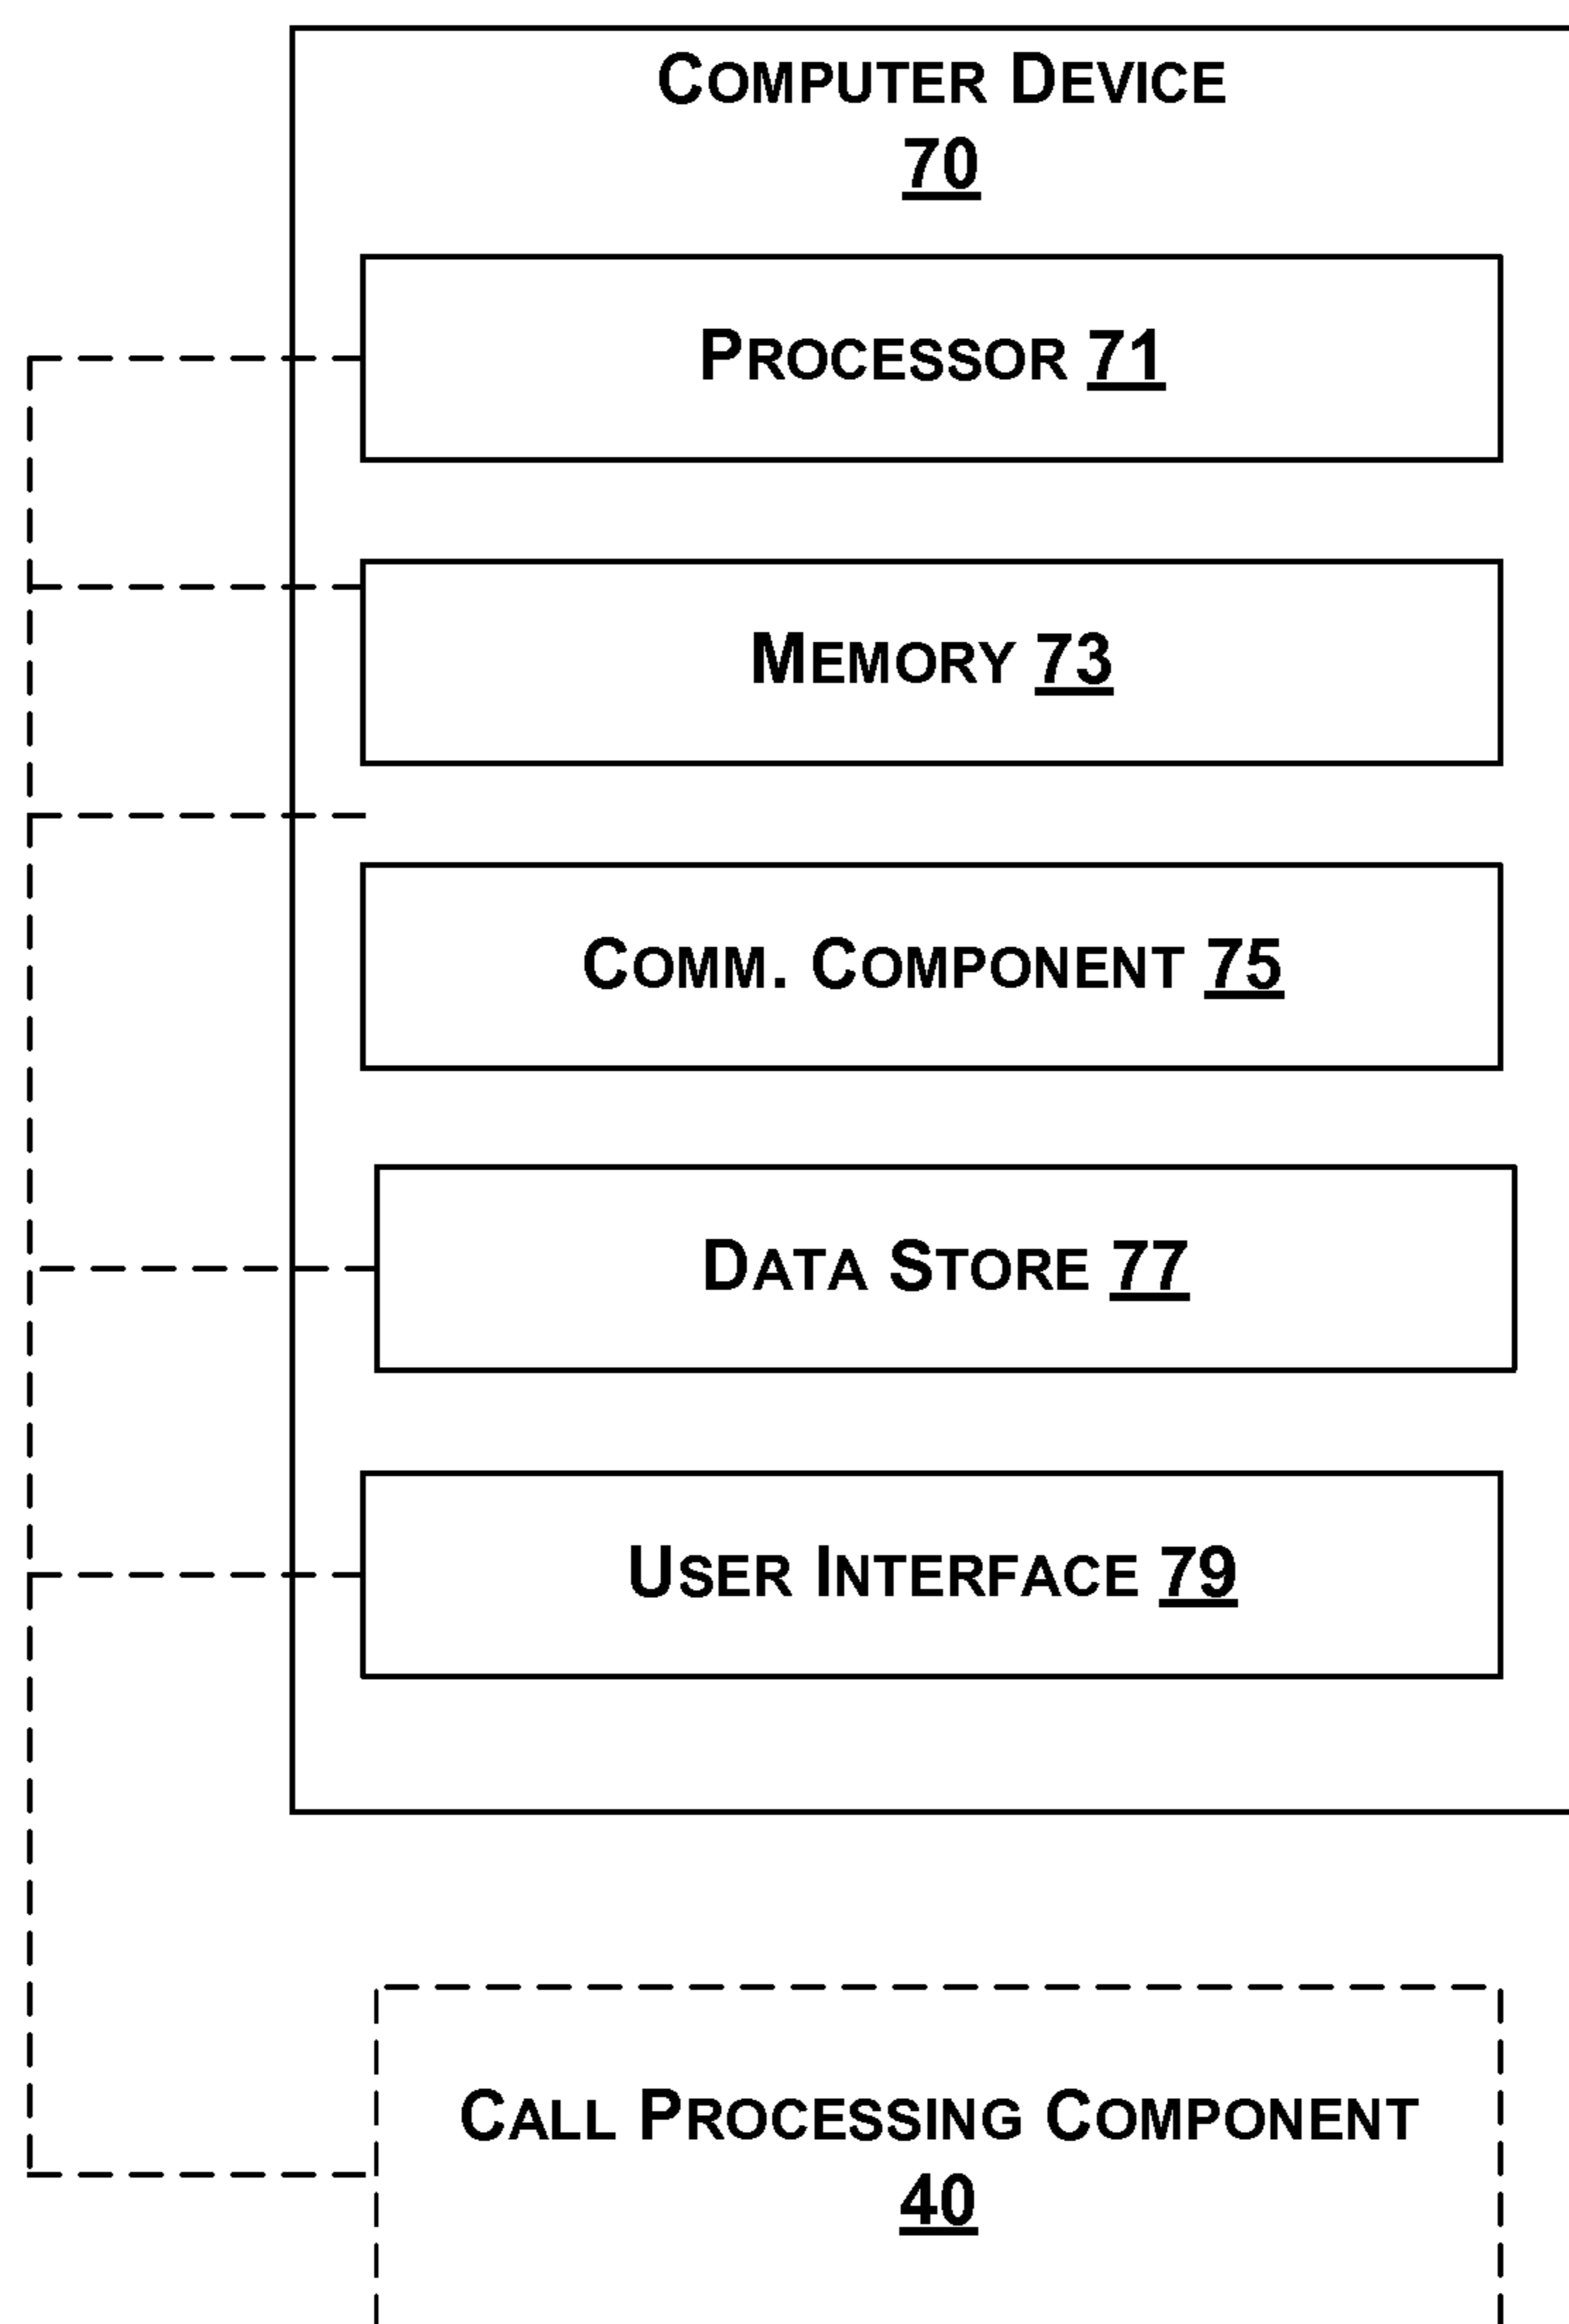 COMPUTER DEVICE
70
PROCESSOR 71
MEMORY 73
COMM. COMPONENT 75
DATA STORE 77
USER INTERFACE 79
CALL PROCESSING COMPONENT
40